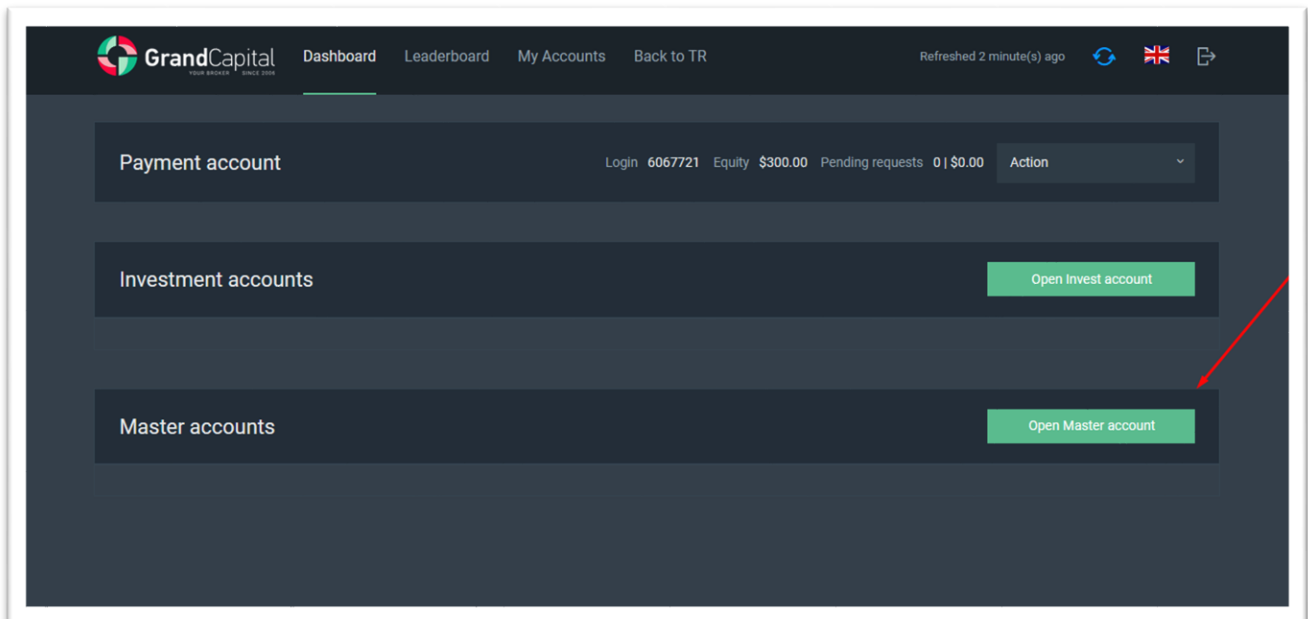 GrandCapital
YOUR BROKER SINCE 2006
Dashboard Leaderboard My Accounts Back to TR Refreshed 2 minute(s) ago
Payment account Login 6067721 Equity $300.00 Pending requests 0 | $0.00 Action
Investment accounts Open Invest account
Master accounts Open Master account